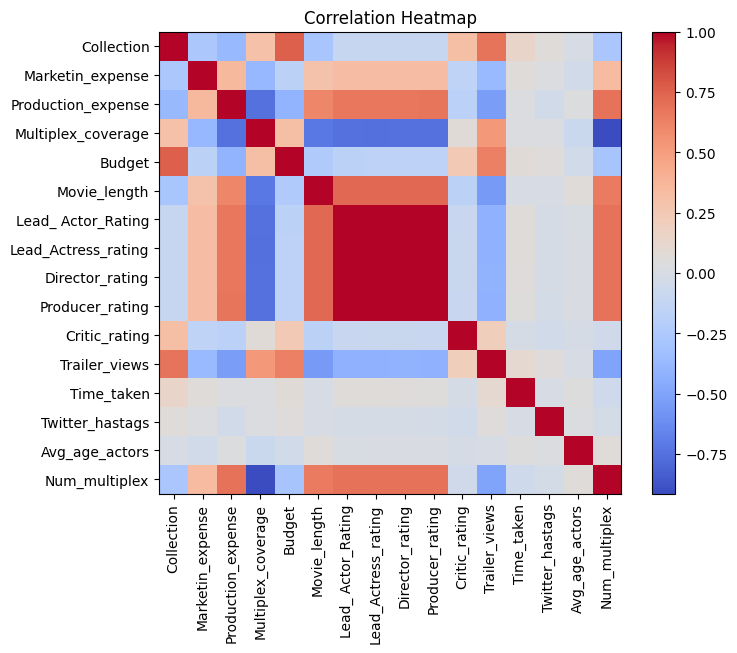 Correlation Heatmap
Collection
Marketin_expense
Production_expense
Multiplex_coverage
Budget
Movie_length
Lead_ Actor_Rating
Lead_Actress_rating
Director_rating
Producer_rating
Critic_rating
Trailer_views
Time_taken
Twitter_hastags
Avg_age_actors
Num_multiplex
Collection
Marketin_expense
Production_expense
Multiplex_coverage
Budget
Movie_length
Lead_ Actor_Rating
Lead_Actress_rating
Director_rating
Producer_rating
Critic_rating
Trailer_views
Time_taken
Twitter_hastags
Avg_age_actors
Num_multiplex
1.00
0.75
0.50
0.25
0.00
−0.25
−0.50
−0.75